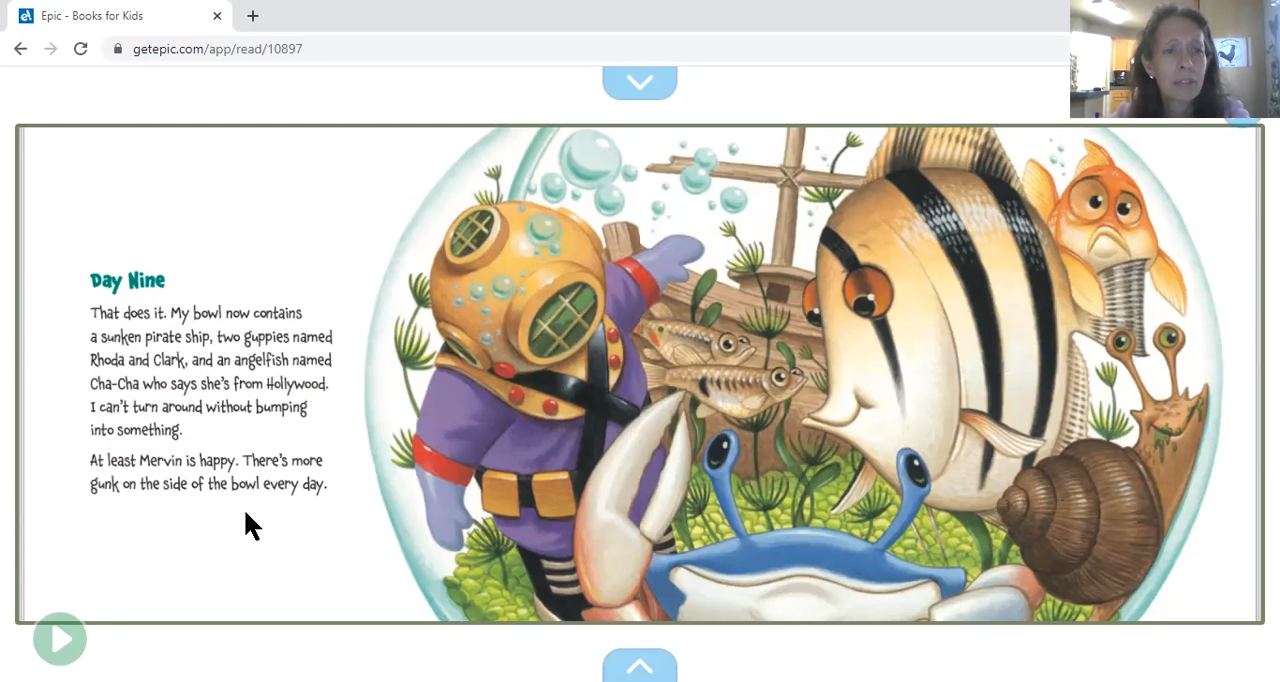 Epic - Books for Kids
getepic.com/app/read/10897
Day Nine
That does it. My bowl now contains
a sunken pirate ship, two guppies named
Rhoda and Clark, and an angelfish named
Cha-Cha who says she's from Hollywood.
I can't turn around without bumping
into something.
At least Mervin is happy. There's more
gunk on the side of the bowl every day.